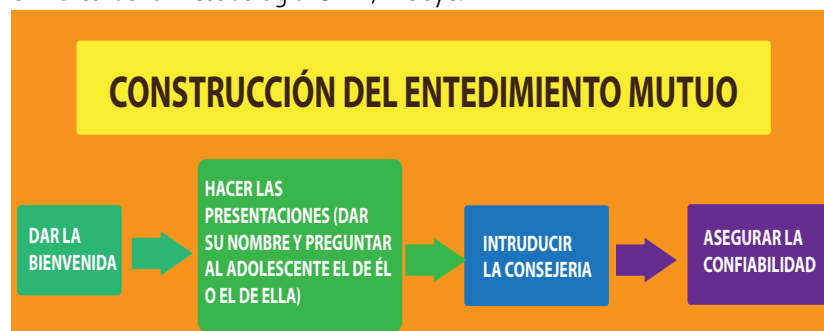 CONSTRUCCIÓN DEL ENTEDIMIENTO MUTUO
DAR LA
BIENVENIDA
HACER LAS
PRESENTACIONES (DAR
SU NOMBRE Y PREGUNTAR
AL ADOLESCENTE EL DE ÉL
O EL DE ELLA)
INTRUDUCIR
LA CONSEJERIA
ASEGURAR LA
CONFIABILIDAD